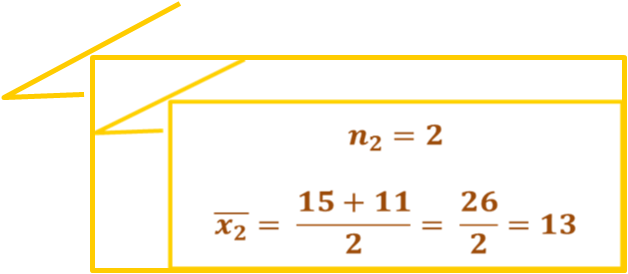 n₂ = 2
x̅₂ = (15 + 11)/2 = 26/2 = 13